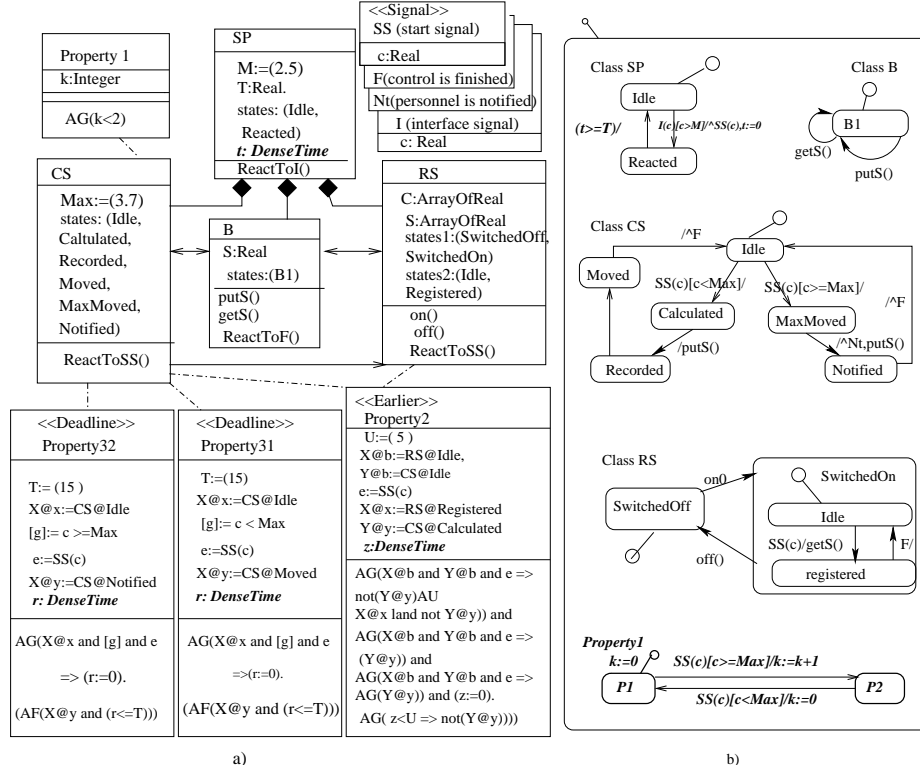 Property 1
k:Integer
AG(k<2)
SP
M:=(2.5)
T:Real.
states: (Idle,
Reacted)
t: DenseTime
ReactToI()
<<Signal>>
SS (start signal)
c:Real
F(control is finished)
Nt(personnel is notified)
I (interface signal)
c: Real
CS
Max:=(3.7)
states: (Idle,
Caltulated,
Recorded,
Moved,
MaxMoved,
Notified)
ReactToSS()
B
S:Real
states:(B1)
putS()
getS()
ReactToF()
RS
C:ArrayOfReal
S:ArrayOfReal
states1:(SwitchedOff,
SwitchedOn)
states2:(Idle,
Registered)
on()
off()
ReactToSS()
<<Deadline>>
Property32
T:= (15 )
X@x:=CS@Idle
[g]:= c >=Max
e:=SS(c)
X@y:=CS@Notified
r: DenseTime
AG(X@x and [g] and e
=> (r:=0).
(AF(X@y and (r<=T)))
<<Deadline>>
Property31
T:= (15)
X@x:=CS@Idle
[g]:= c < Max
e:=SS(c)
X@y:=CS@Moved
r: DenseTime
AG(X@x and [g] and e
=>(r:=0).
(AF(X@y and (r<=T)))
<<Earlier>>
Property2
U:=( 5 )
X@b:=RS@Idle,
Y@b:=CS@Idle
e:=SS(c)
X@x:=RS@Registered
Y@y:=CS@Calculated
z:DenseTime
AG(X@b and Y@b and e =>
not(Y@y)AU
X@x land not Y@y)) and
AG(X@b and Y@b and e =>
(Y@y)) and
AG(X@b and Y@b and e =>
AG(Y@y)) and (z:=0).
AG( z<U => not(Y@y))))
a)
Class SP
Idle
(t>=T)/
I(c)[c>M]/^SS(c),t:=0
Reacted
Class B
B1
getS()
putS()
Class CS
/^F
Idle
Moved
SS(c)[c<Max]/
SS(c)[c>=Max]/
/^F
Calculated
MaxMoved
/putS()
/^Nt,putS()
Recorded
Notified
Class RS
SwitchedOff
on0
off()
SwitchedOn
Idle
SS(c)/getS()
F/
registered
Property1
k:=0
SS(c)[c>=Max]/k:=k+1
P1
P2
SS(c)[c<Max]/k:=0
b)